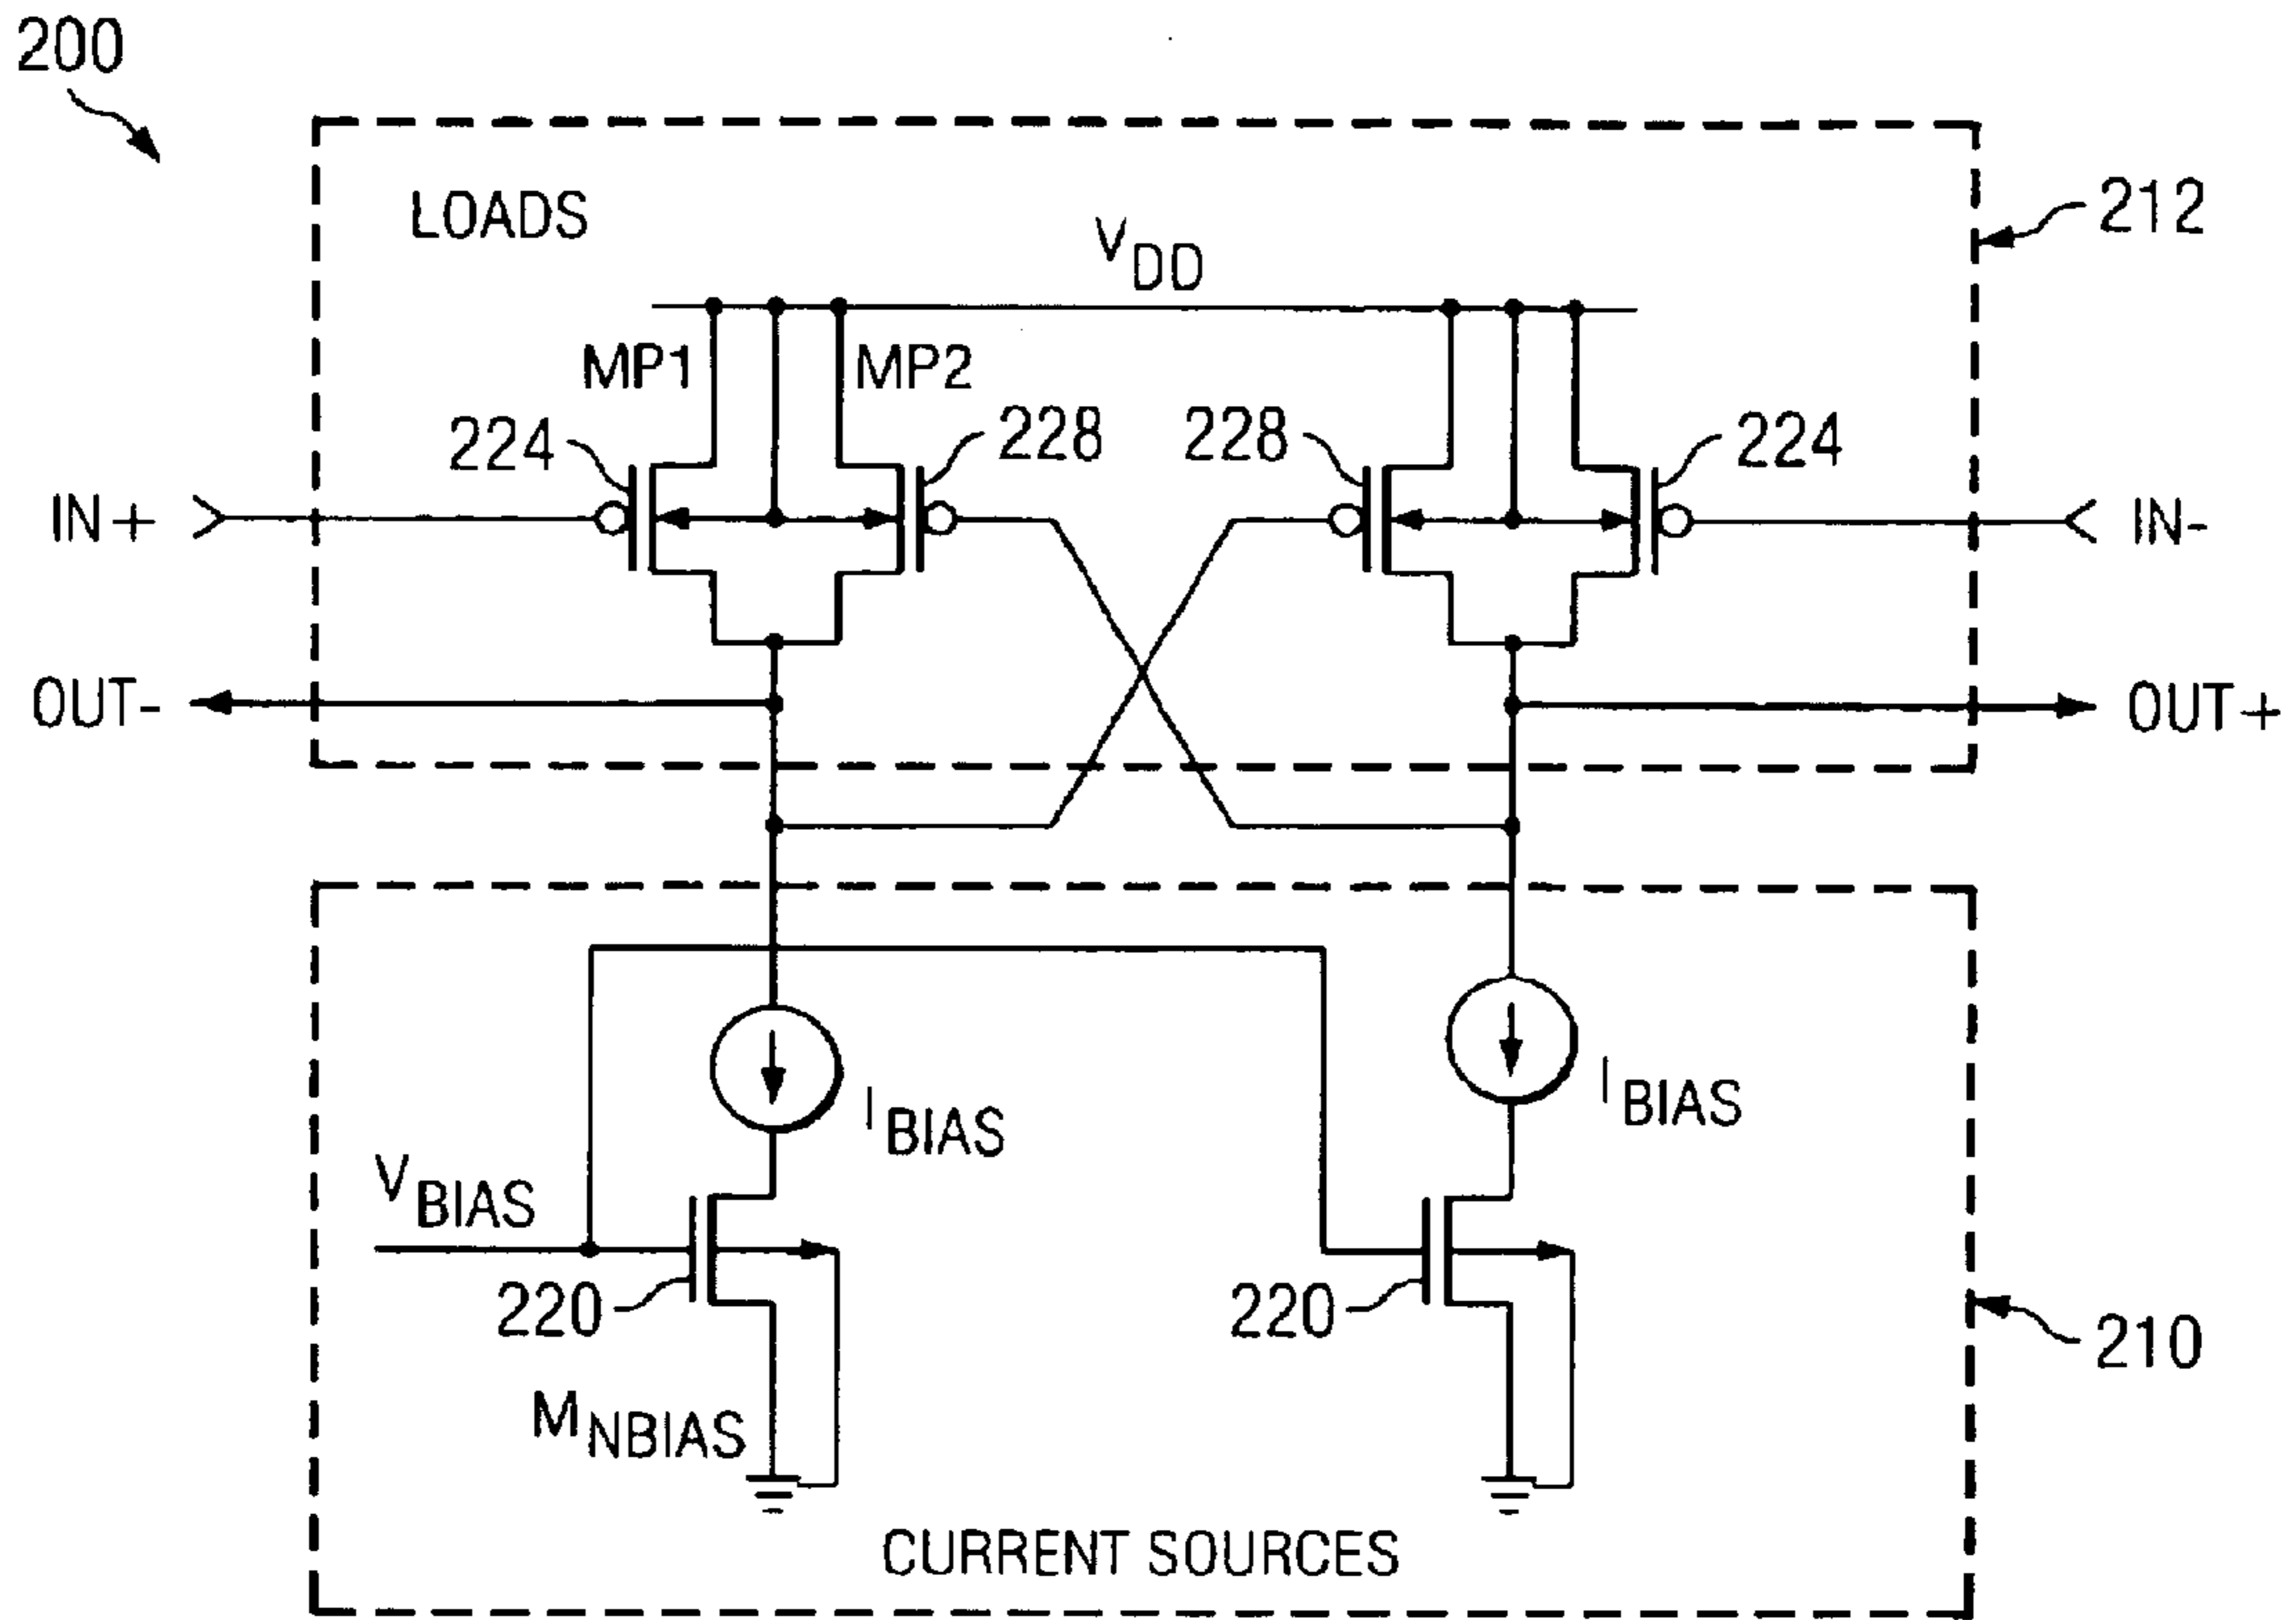 200
LOADS
212
VDD
MP1
MP2
224
228
228
224
IN+
IN-
OUT-
OUT+
IBIAS
IBIAS
VBIAS
220
220
210
MNBIAS
CURRENT SOURCES